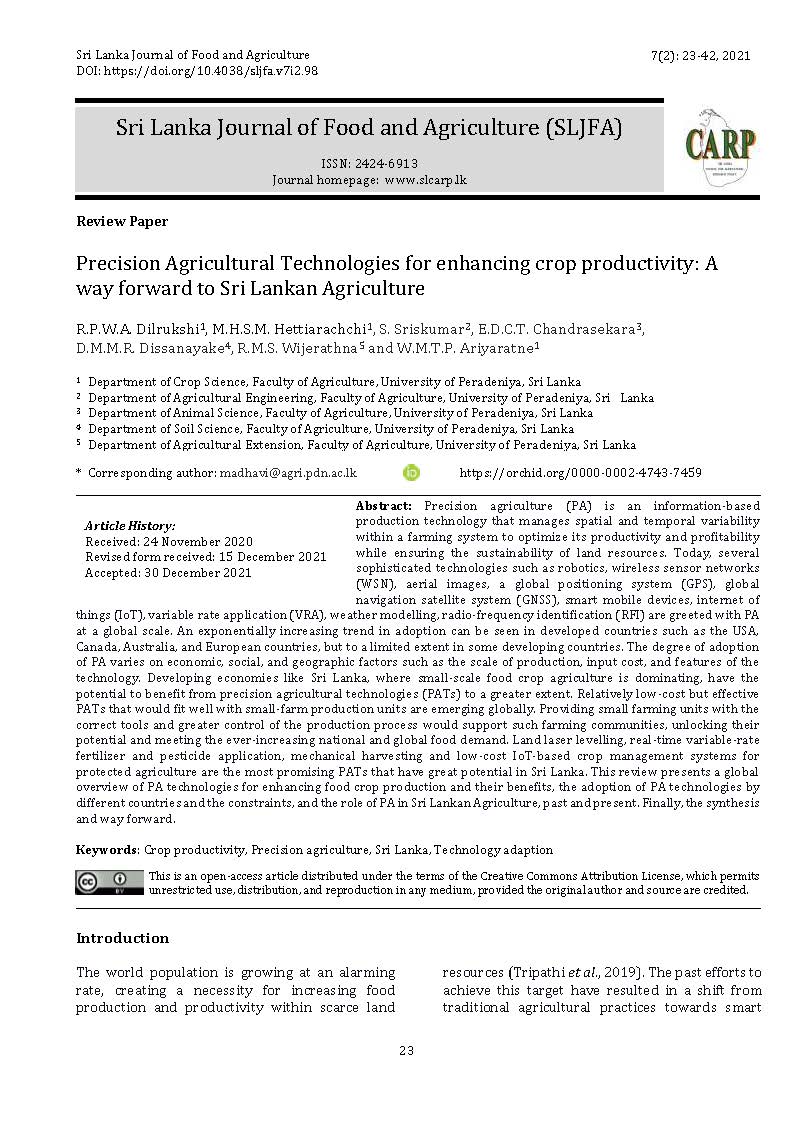 Sri Lanka Journal of Food and Agriculture 7(2): 23-42, 2021
DOI: https://doi.org/10.4038/sljfa.v7i2.98
Sri Lanka Journal of Food and Agriculture (SLJFA)
ISSN: 2424-6913
Journal homepage: www.slcarp.lk
CARP
Review Paper
Precision Agricultural Technologies for enhancing crop productivity: A
way forward to Sri Lankan Agriculture
R.P.W.A. Dilrukshi¹, M.H.S.M. Hettiarachchi¹, S. Sriskumar², E.D.C.T. Chandrasekara³,
D.M.M.R. Dissanayake⁴, R.M.S. Wijerathna⁵ and W.M.T.P. Ariyaratne¹
¹ Department of Crop Science, Faculty of Agriculture, University of Peradeniya, Sri Lanka
² Department of Agricultural Engineering, Faculty of Agriculture, University of Peradeniya, Sri Lanka
³ Department of Animal Science, Faculty of Agriculture, University of Peradeniya, Sri Lanka
⁴ Department of Soil Science, Faculty of Agriculture, University of Peradeniya, Sri Lanka
⁵ Department of Agricultural Extension, Faculty of Agriculture, University of Peradeniya, Sri Lanka
* Corresponding author: madhavi@agri.pdn.ac.lk iD https://orchid.org/0000-0002-4743-7459
Article History:
Received: 24 November 2020
Revised form received: 15 December 2021
Accepted: 30 December 2021
Abstract: Precision agriculture (PA) is an information-based
production technology that manages spatial and temporal variability
within a farming system to optimize its productivity and profitability
while ensuring the sustainability of land resources. Today, several
sophisticated technologies such as robotics, wireless sensor networks
(WSN), aerial images, a global positioning system (GPS), global
navigation satellite system (GNSS), smart mobile devices, internet of
things (IoT), variable rate application (VRA), weather modelling, radio-frequency identification (RFI) are greeted with PA
at a global scale. An exponentially increasing trend in adoption can be seen in developed countries such as the USA,
Canada, Australia, and European countries, but to a limited extent in some developing countries. The degree of adoption
of PA varies on economic, social, and geographic factors such as the scale of production, input cost, and features of the
technology. Developing economies like Sri Lanka, where small-scale food crop agriculture is dominating, have the
potential to benefit from precision agricultural technologies (PATs) to a greater extent. Relatively low-cost but effective
PATs that would fit well with small-farm production units are emerging globally. Providing small farming units with the
correct tools and greater control of the production process would support such farming communities, unlocking their
potential and meeting the ever-increasing national and global food demand. Land laser levelling, real-time variable-rate
fertilizer and pesticide application, mechanical harvesting and low-cost IoT-based crop management systems for
protected agriculture are the most promising PATs that have great potential in Sri Lanka. This review presents a global
overview of PA technologies for enhancing food crop production and their benefits, the adoption of PA technologies by
different countries and the constraints, and the role of PA in Sri Lankan Agriculture, past and present. Finally, the synthesis
and way forward.
Keywords: Crop productivity, Precision agriculture, Sri Lanka, Technology adaption
cc BY This is an open-access article distributed under the terms of the Creative Commons Attribution License, which permits
unrestricted use, distribution, and reproduction in any medium, provided the original author and source are credited.
Introduction
The world population is growing at an alarming
rate, creating a necessity for increasing food
production and productivity within scarce land
resources (Tripathi et al., 2019). The past efforts to
achieve this target have resulted in a shift from
traditional agricultural practices towards smart
23